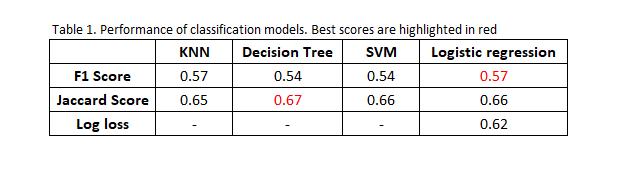 Table 1. Performance of classification models. Best scores are highlighted in red
KNN Decision Tree SVM Logistic regression
F1 Score 0.57 0.54 0.54 0.57
Jaccard Score 0.65 0.67 0.66 0.66
Log loss - - - 0.62